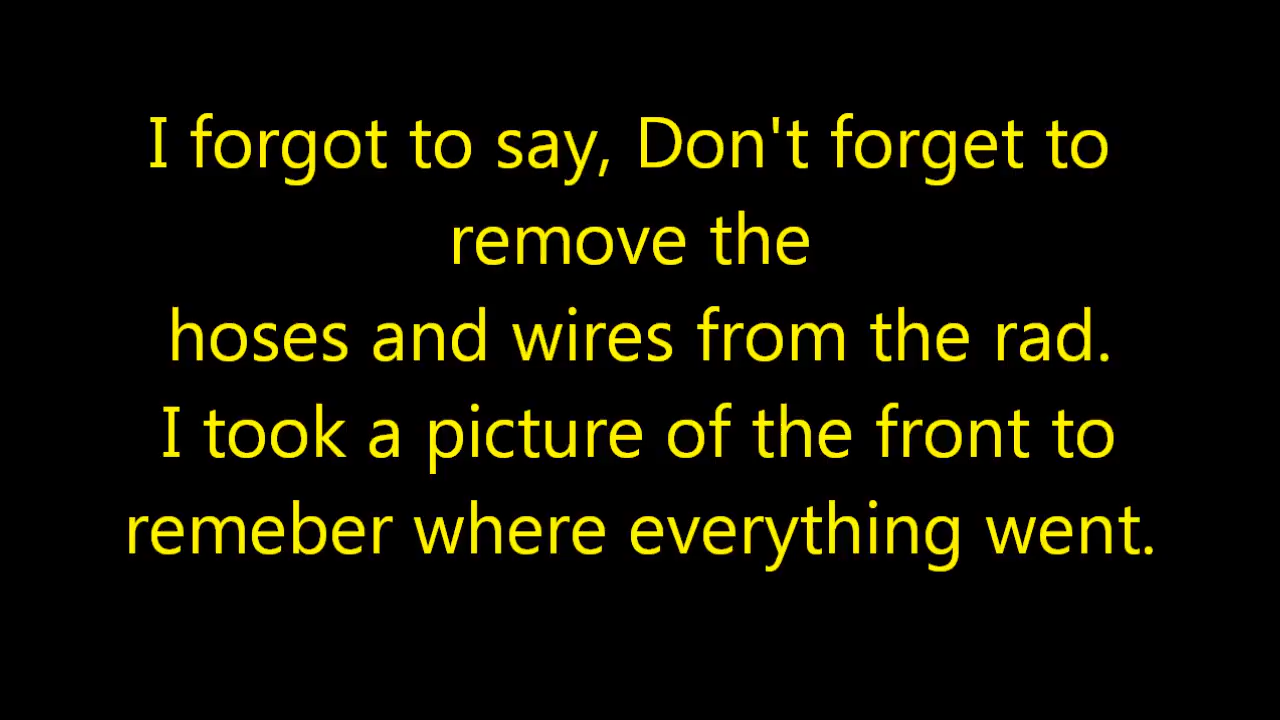 I forgot to say, Don't forget to
remove the
hoses and wires from the rad.
I took a picture of the front to
remeber where everything went.